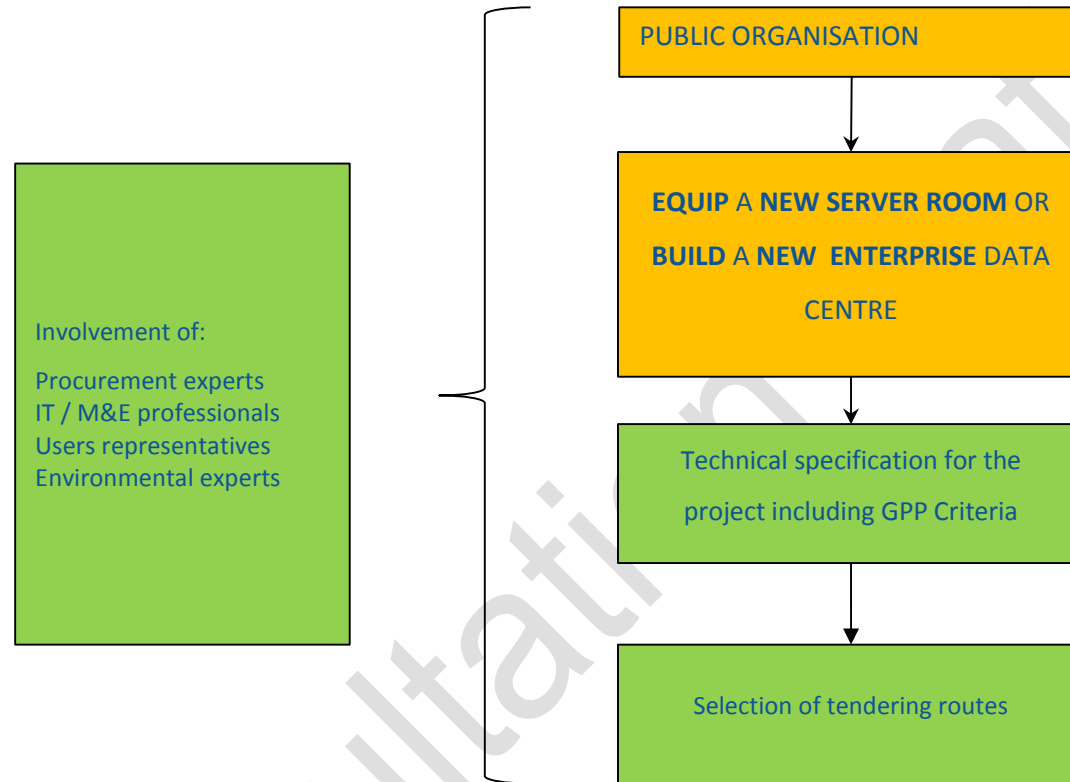 PUBLIC ORGANISATION
EQUIP A NEW SERVER ROOM OR
BUILD A NEW ENTERPRISE DATA
CENTRE
Involvement of:
Procurement experts
IT / M&E professionals
Users representatives
Environmental experts
Technical specification for the
project including GPP Criteria
Selection of tendering routes